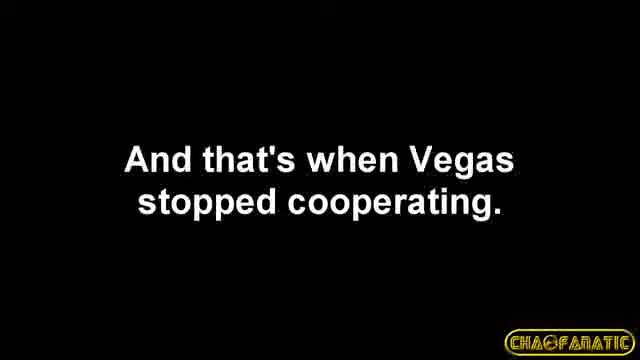 And that's when Vegas
stopped cooperating.
CHAOFANATIC